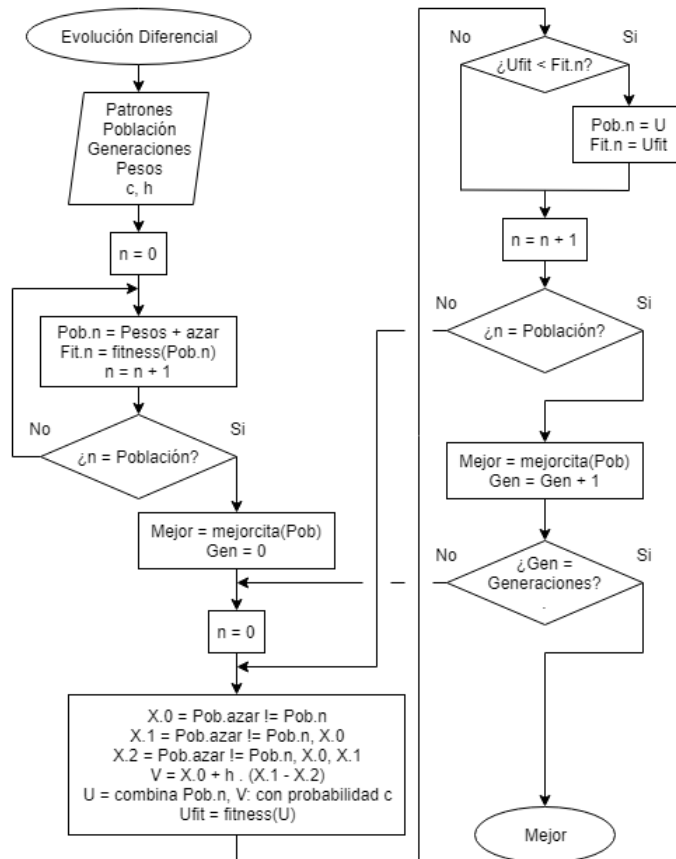 Evolución Diferencial
Patrones
Población
Generaciones
Pesos
c, h
n = 0
Pob.n = Pesos + azar
Fit.n = fitness(Pob.n)
n = n + 1
No
Si
¿n = Población?
Mejor = mejorcita(Pob)
Gen = 0
n = 0
X.0 = Pob.azar != Pob.n
X.1 = Pob.azar != Pob.n, X.0
X.2 = Pob.azar != Pob.n, X.0, X.1
V = X.0 + h . (X.1 - X.2)
U = combina Pob.n, V: con probabilidad c
Ufit = fitness(U)
No
Si
¿Ufit < Fit.n?
Pob.n = U
Fit.n = Ufit
n = n + 1
No
Si
¿n = Población?
Mejor = mejorcita(Pob)
Gen = Gen + 1
No
Si
¿Gen =
Generaciones?
.
Mejor